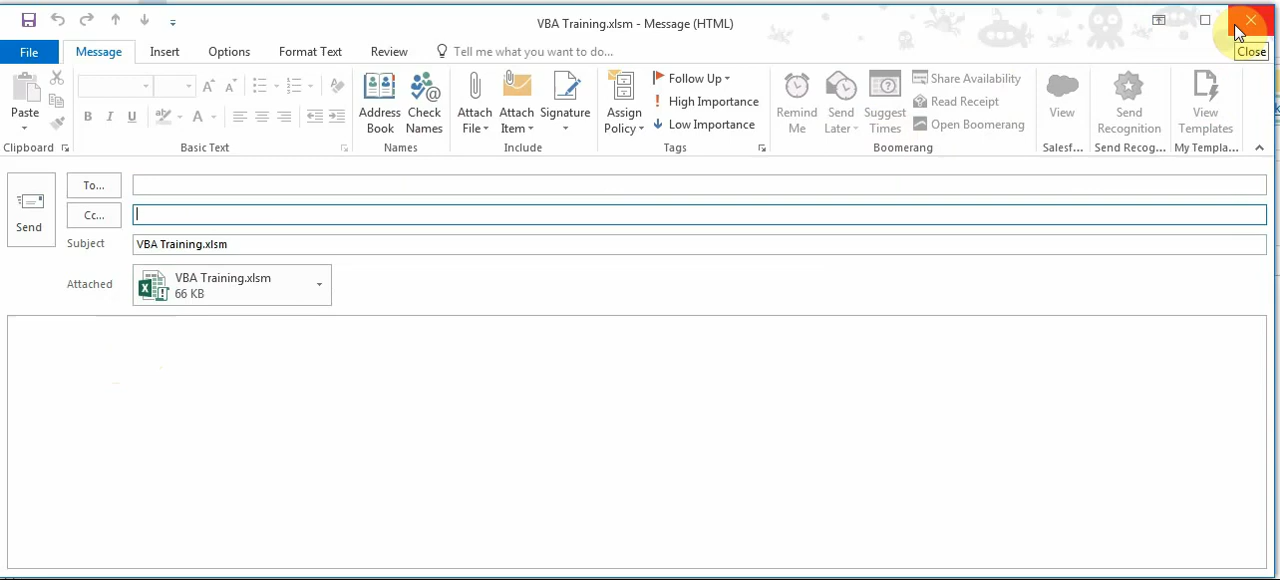 VBA Training.xlsm - Message (HTML)
Close
File Message Insert Options Format Text Review Tell me what you want to do...
Paste
B I U A
Address Book
Check Names
Attach File
Attach Item
Signature
Assign Policy
Follow Up
High Importance
Low Importance
Remind Me
Send Later
Suggest Times
Share Availability
Read Receipt
Open Boomerang
View
Send Recognition
View Templates
Clipboard Basic Text Names Include Tags Boomerang Salesf... Send Recog... My Templa...
To...
Cc...
Send
Subject VBA Training.xlsm
Attached VBA Training.xlsm
66 KB